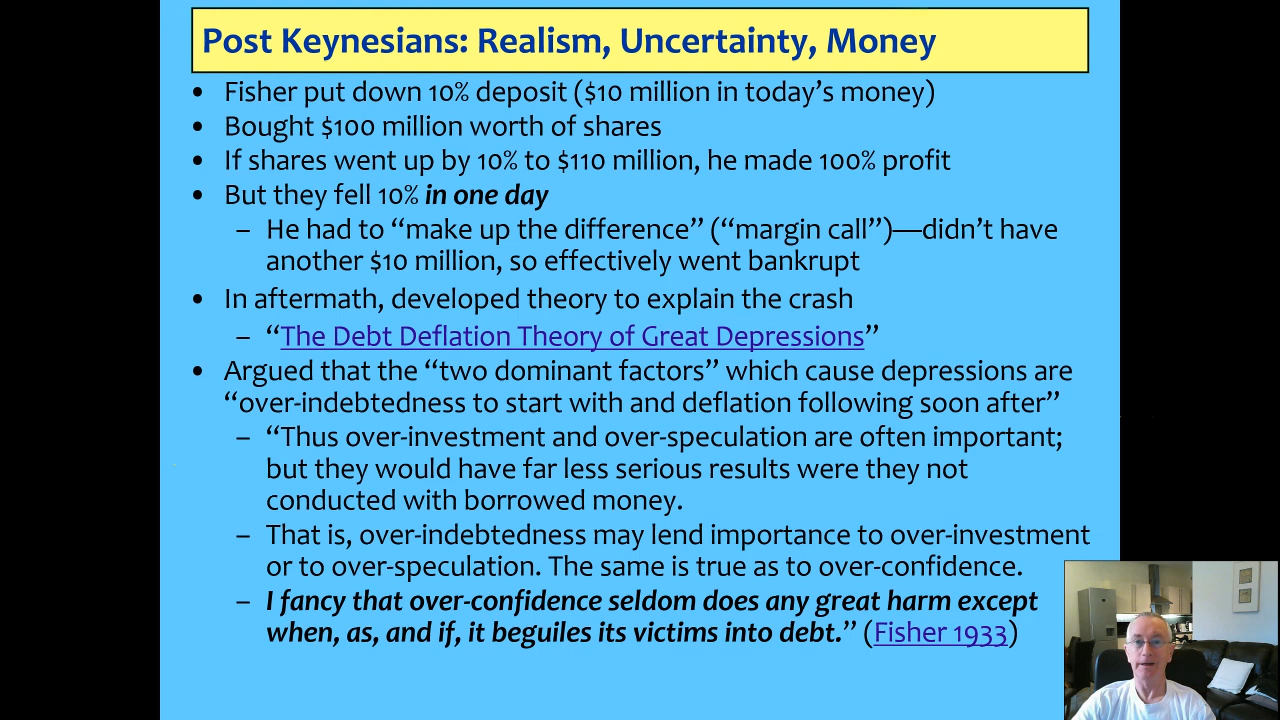 Post Keynesians: Realism, Uncertainty, Money
• Fisher put down 10% deposit ($10 million in today's money)
• Bought $100 million worth of shares
• If shares went up by 10% to $110 million, he made 100% profit
• But they fell 10% in one day
– He had to “make up the difference” (“margin call”)—didn't have
another $10 million, so effectively went bankrupt
• In aftermath, developed theory to explain the crash
– “The Debt Deflation Theory of Great Depressions”
• Argued that the “two dominant factors” which cause depressions are
“over-indebtedness to start with and deflation following soon after”
– “Thus over-investment and over-speculation are often important;
but they would have far less serious results were they not
conducted with borrowed money.
– That is, over-indebtedness may lend importance to over-investment
or to over-speculation. The same is true as to over-confidence.
– I fancy that over-confidence seldom does any great harm except
when, as, and if, it beguiles its victims into debt.” (Fisher 1933)